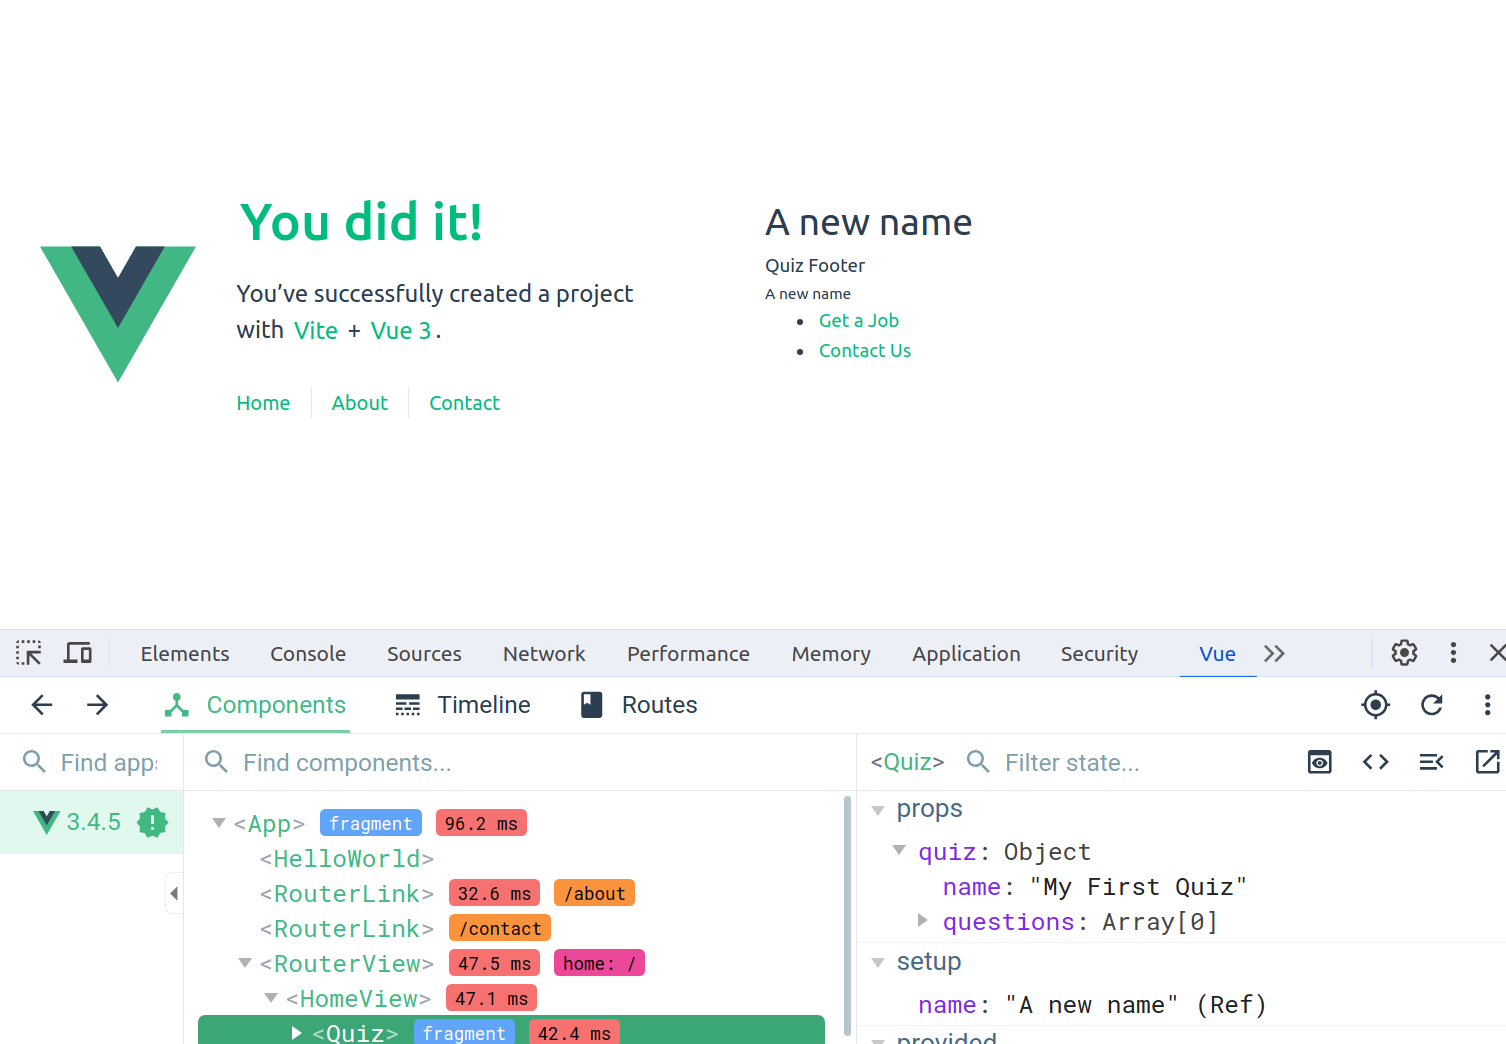 You did it!
You’ve successfully created a project
with Vite + Vue 3.
Home
About
Contact
A new name
Quiz Footer
A new name
Get a Job
Contact Us
Elements Console Sources Network Performance Memory Application Security Vue
Components Timeline Routes
Find apps
Find components...
<Quiz> Filter state...
3.4.5
<App> fragment 96.2 ms
<HelloWorld>
<RouterLink> 32.6 ms /about
<RouterLink> /contact
<RouterView> 47.5 ms home: /
<HomeView> 47.1 ms
<Quiz> fragment 42.4 ms
props
quiz: Object
name: "My First Quiz"
questions: Array[0]
setup
name: "A new name" (Ref)
provided